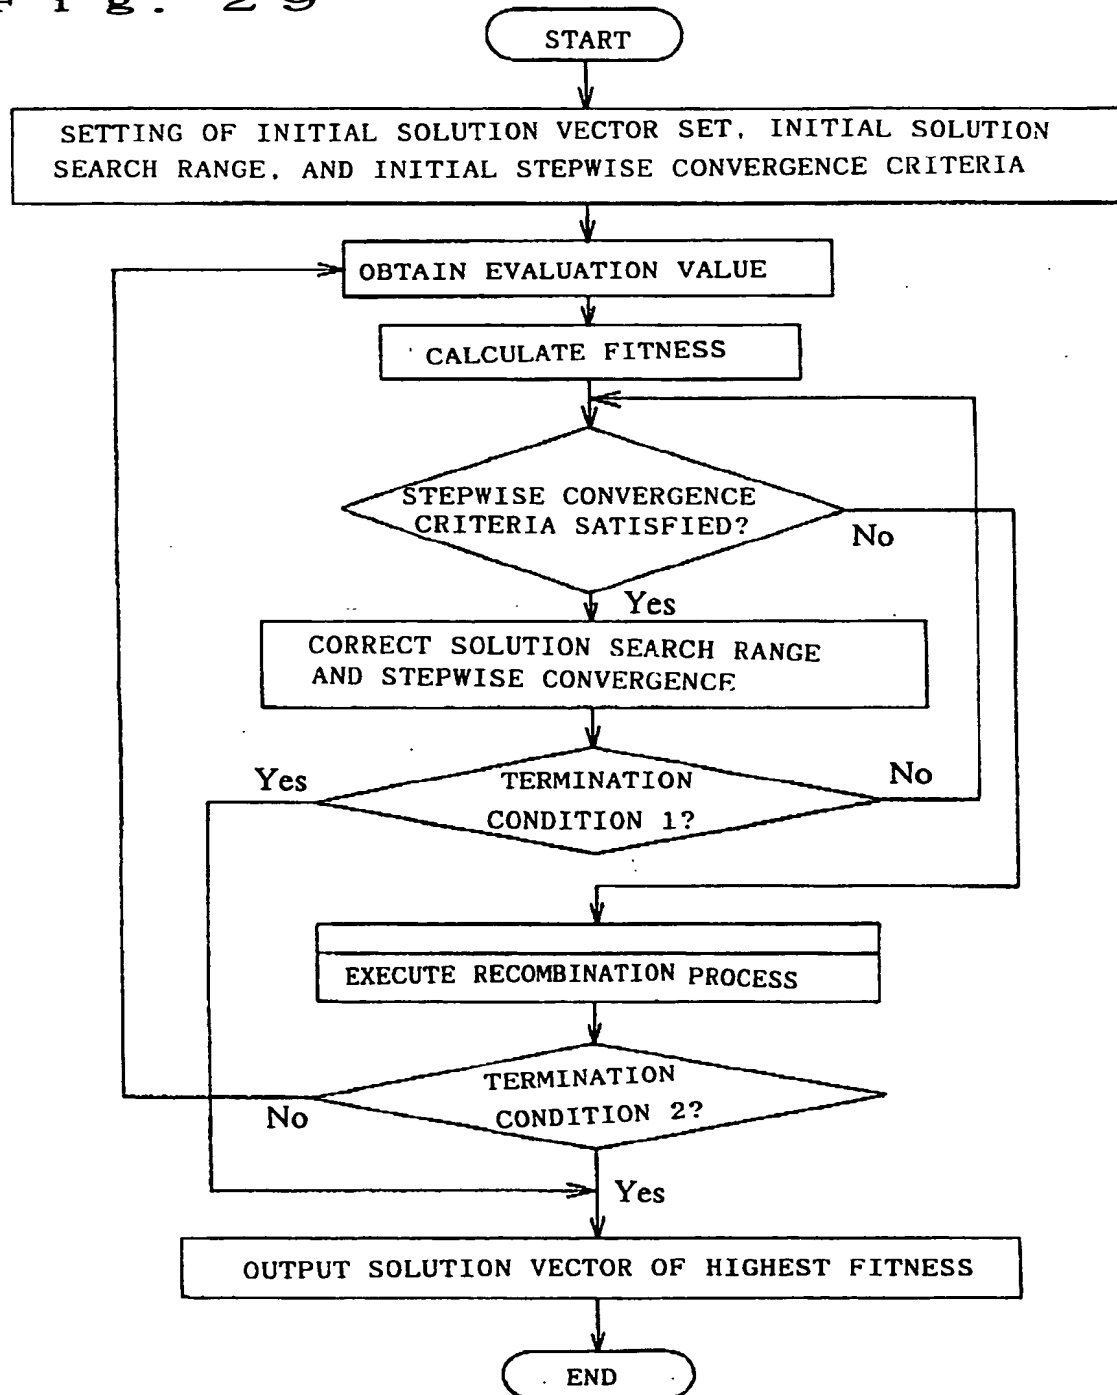 Fig. 29
START
SETTING OF INITIAL SOLUTION VECTOR SET, INITIAL SOLUTION
SEARCH RANGE, AND INITIAL STEPWISE CONVERGENCE CRITERIA
OBTAIN EVALUATION VALUE
CALCULATE FITNESS
STEPWISE CONVERGENCE
CRITERIA SATISFIED?
No
Yes
CORRECT SOLUTION SEARCH RANGE
AND STEPWISE CONVERGENCE
Yes
No
TERMINATION
CONDITION 1?
EXECUTE RECOMBINATION PROCESS
TERMINATION
CONDITION 2?
No
Yes
OUTPUT SOLUTION VECTOR OF HIGHEST FITNESS
END